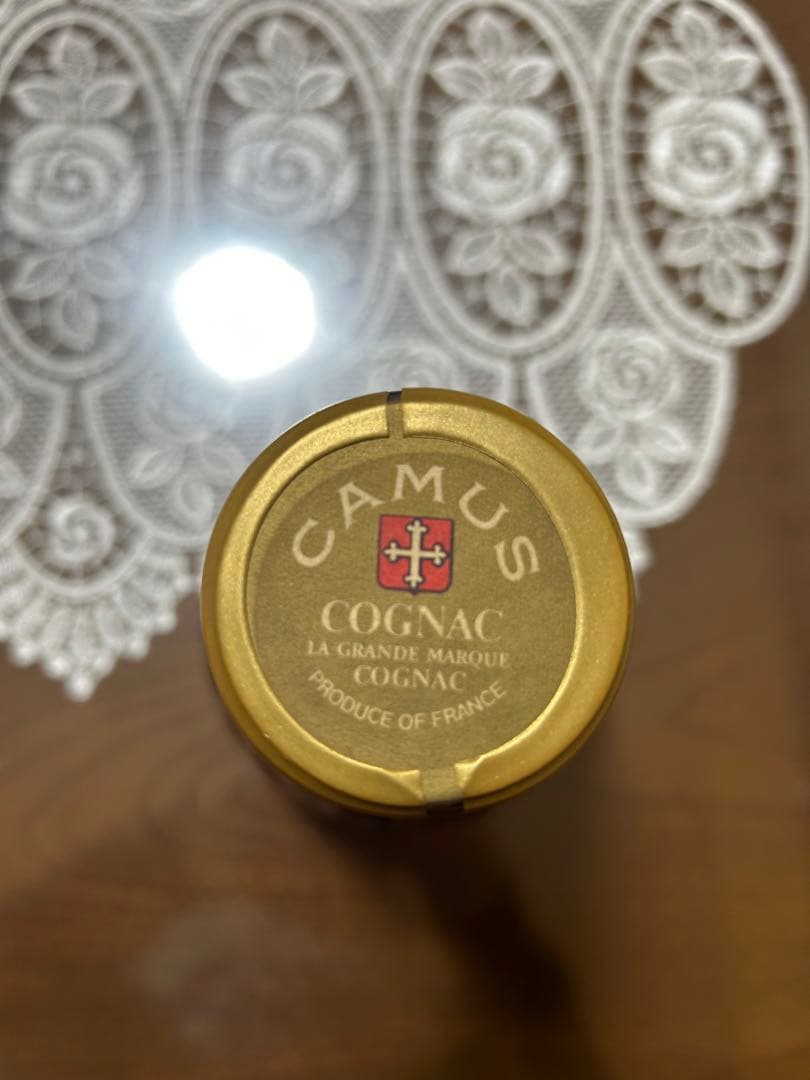 CAMUS
COGNAC
LA GRANDE MARQUE
COGNAC
PRODUCE OF FRANCE